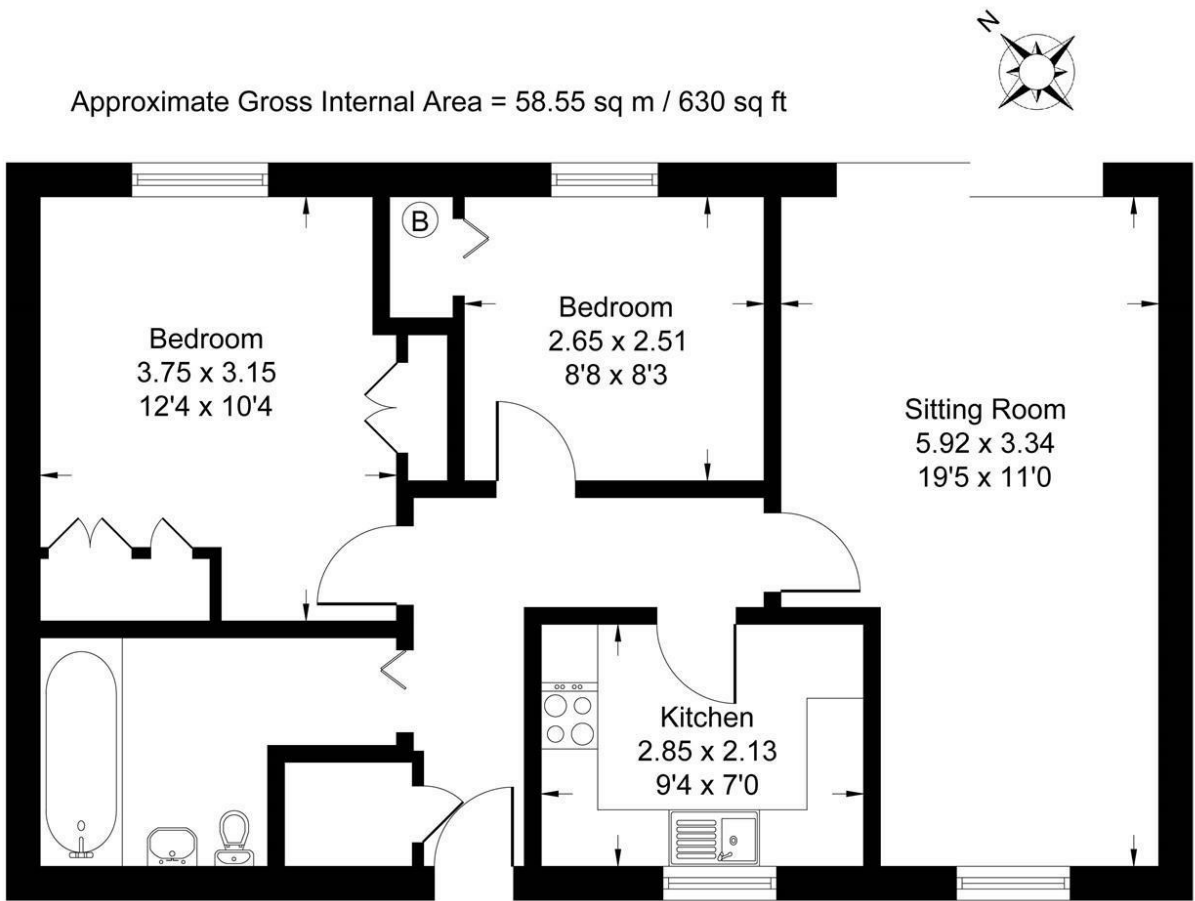 N
Approximate Gross Internal Area = 58.55 sq m / 630 sq ft
B
Bedroom
3.75 x 3.15
12'4 x 10'4
Bedroom
2.65 x 2.51
8'8 x 8'3
Sitting Room
5.92 x 3.34
19'5 x 11'0
Kitchen
2.85 x 2.13
9'4 x 7'0